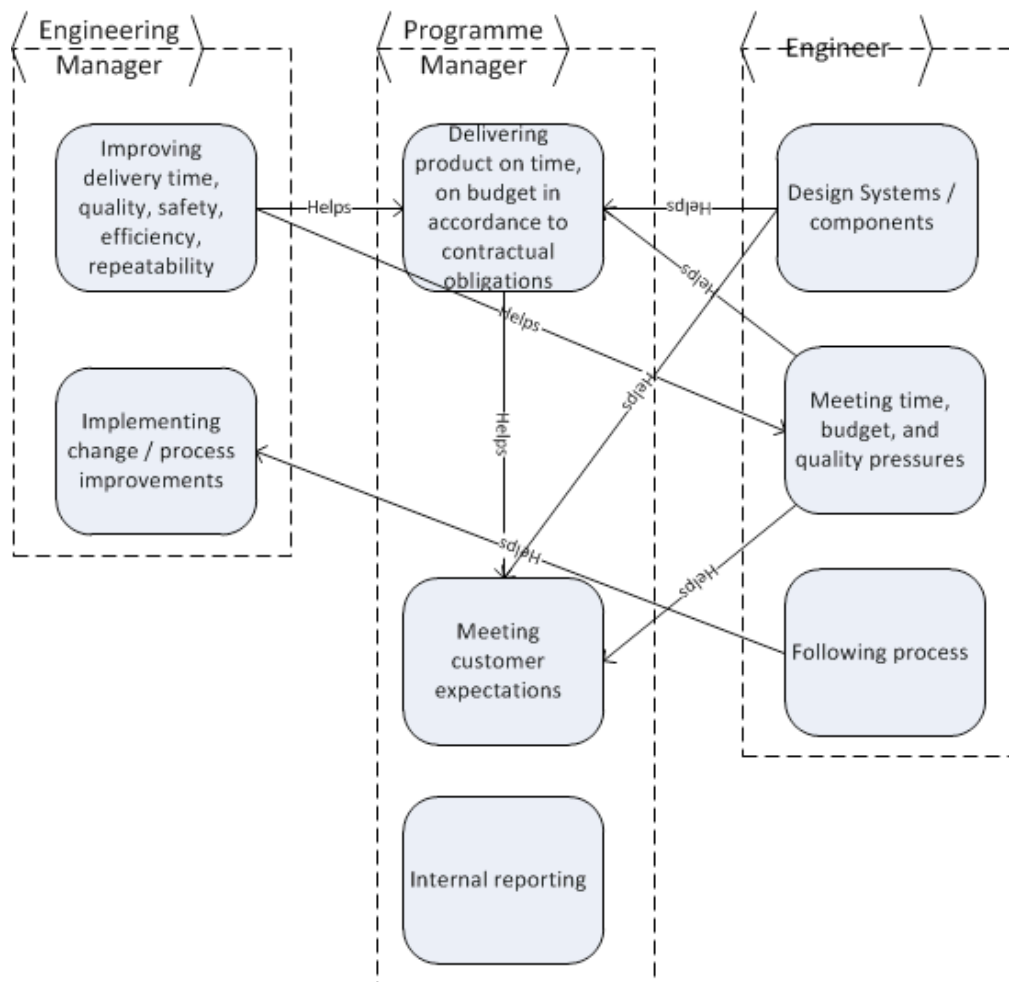 Engineering
Manager
Programme
Manager
Engineer
Improving
delivery time,
quality, safety,
efficiency,
repeatability
Helps
Delivering
product on time,
on budget in
accordance to
contractual
obligations
Helps
Design Systems /
components
Helps
Helps
Helps
Helps
Implementing
change / process
improvements
Meeting time,
budget, and
quality pressures
Helps
Helps
Meeting
customer
expectations
Following process
Internal reporting